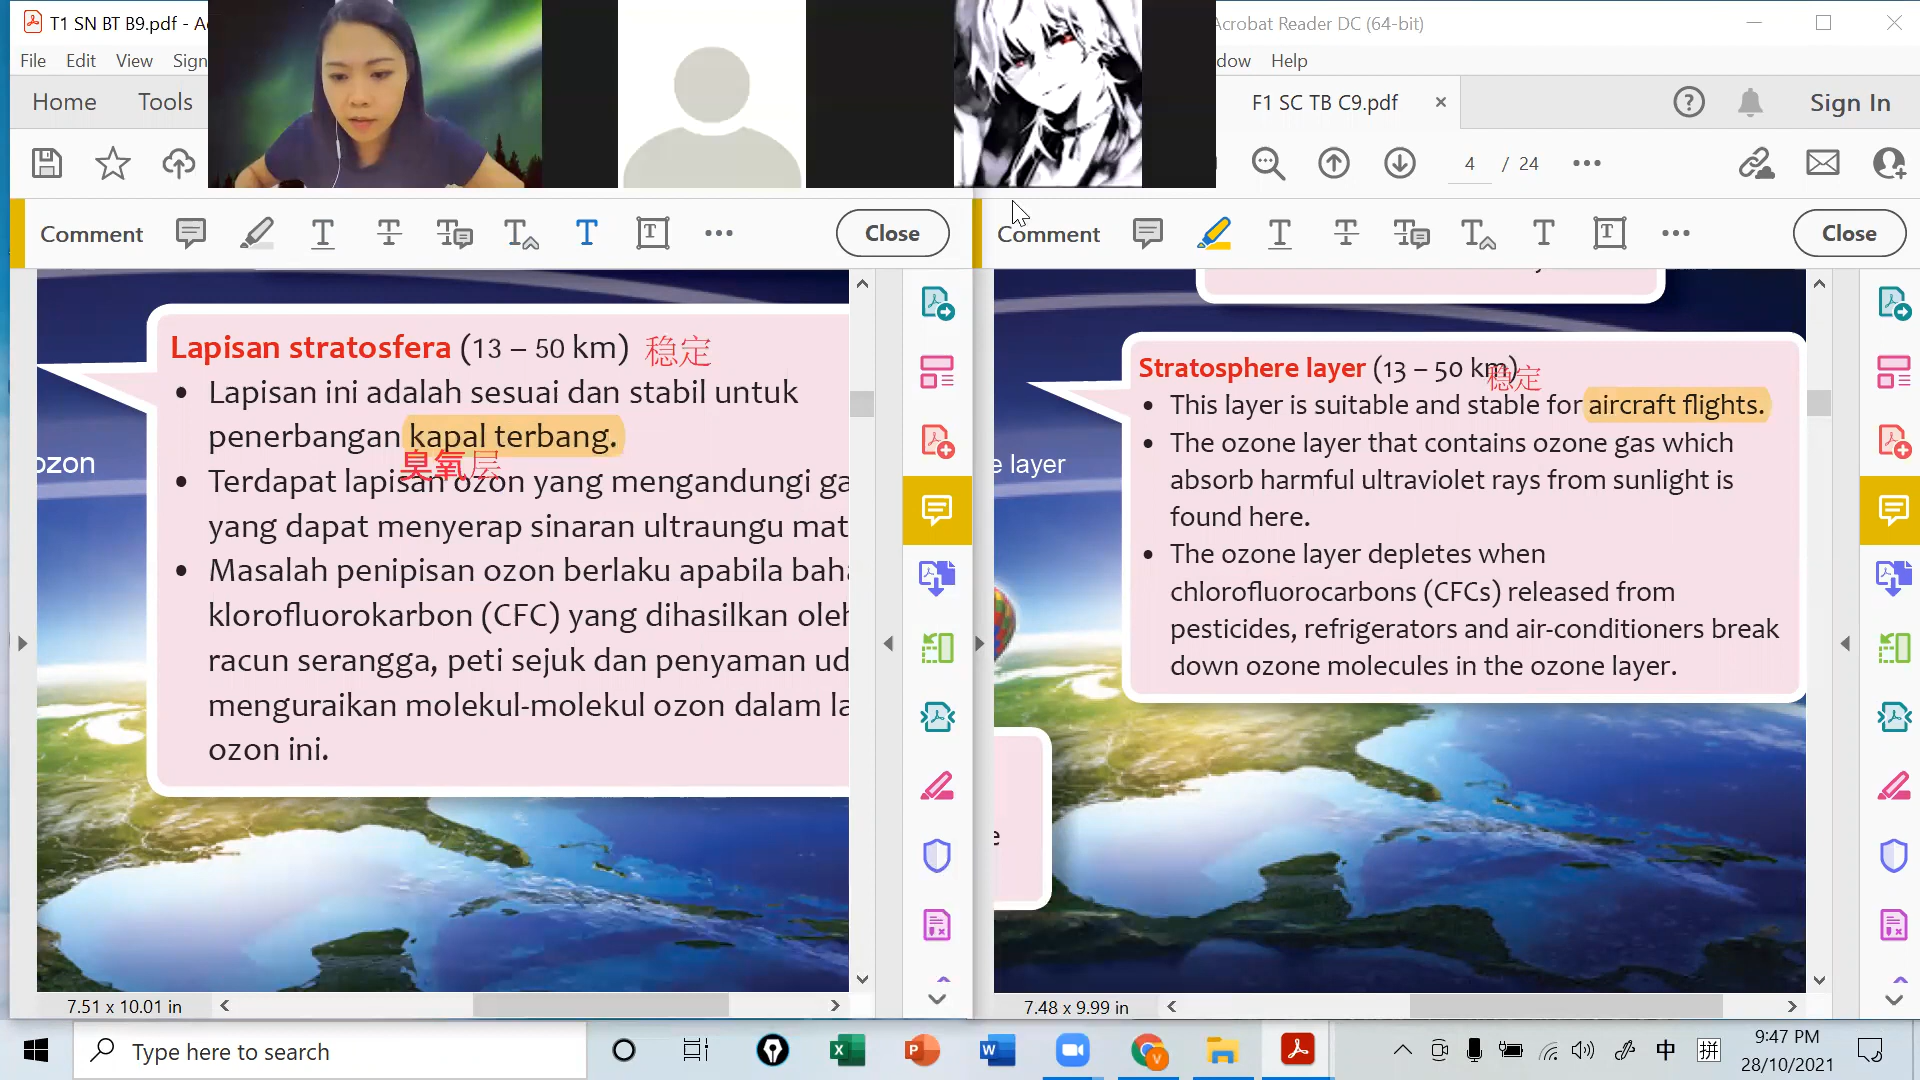 T1 SN BT B9.pdf - A
Acrobat Reader DC (64-bit)
File Edit View Sign
dow Help
Home Tools
F1 SC TB C9.pdf
Sign In
4 / 24
Comment
Close
Comment
Close
Lapisan stratosfera (13 – 50 km) 稳定
• Lapisan ini adalah sesuai dan stabil untuk
penerbangan kapal terbang.
臭氧层
• Terdapat lapisan ozon yang mengandungi ga
yang dapat menyerap sinaran ultraungu mat
• Masalah penipisan ozon berlaku apabila baha
klorofluorokarbon (CFC) yang dihasilkan oleh
racun serangga, peti sejuk dan penyaman ud
menguraikan molekul-molekul ozon dalam la
ozon ini.
ozon
Stratosphere layer (13 – 50 km)
稳定
• This layer is suitable and stable for aircraft flights.
• The ozone layer that contains ozone gas which
absorb harmful ultraviolet rays from sunlight is
found here.
• The ozone layer depletes when
chlorofluorocarbons (CFCs) released from
pesticides, refrigerators and air-conditioners break
down ozone molecules in the ozone layer.
e layer
e
7.51 x 10.01 in
7.48 x 9.99 in
Type here to search
中
拼
9:47 PM
28/10/2021